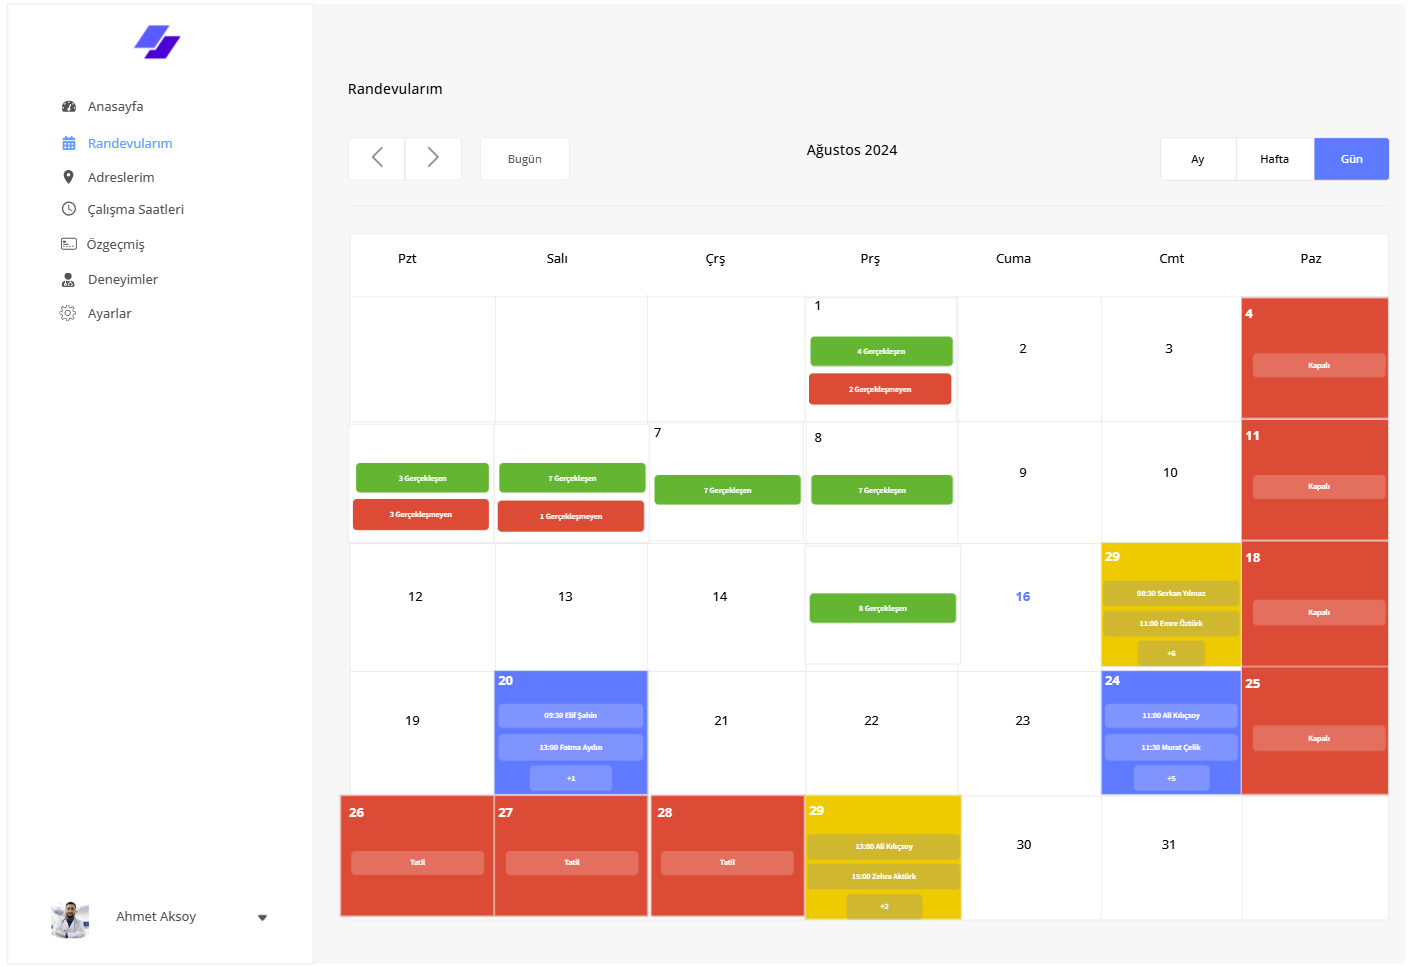 Anasayfa
Randevularım
Adreslerim
Çalışma Saatleri
Özgeçmiş
Deneyimler
Ayarlar
Ahmet Aksoy
Randevularım
Bugün
Ağustos 2024
Ay Hafta Gün
Pzt Salı Çrş Prş Cuma Cmt Paz
1
4 Gerçekleşen
2 Gerçekleşmeyen
2
3
4
Kapalı
3 Gerçekleşen
3 Gerçekleşmeyen
7 Gerçekleşen
1 Gerçekleşmeyen
7
7 Gerçekleşen
8
7 Gerçekleşen
9
10
11
Kapalı
12
13
14
8 Gerçekleşen
16
29
08:30 Serkan Yılmaz
11:00 Emre Öztürk
+6
18
Kapalı
19
20
09:30 Elif Şahin
13:00 Fatma Aydın
+1
21
22
23
24
11:00 Ali Kılıçsoy
11:30 Murat Çelik
+5
25
Kapalı
26
Tatil
27
Tatil
28
Tatil
29
13:00 Ali Kılıçsoy
15:00 Zehra Aktürk
+2
30
31